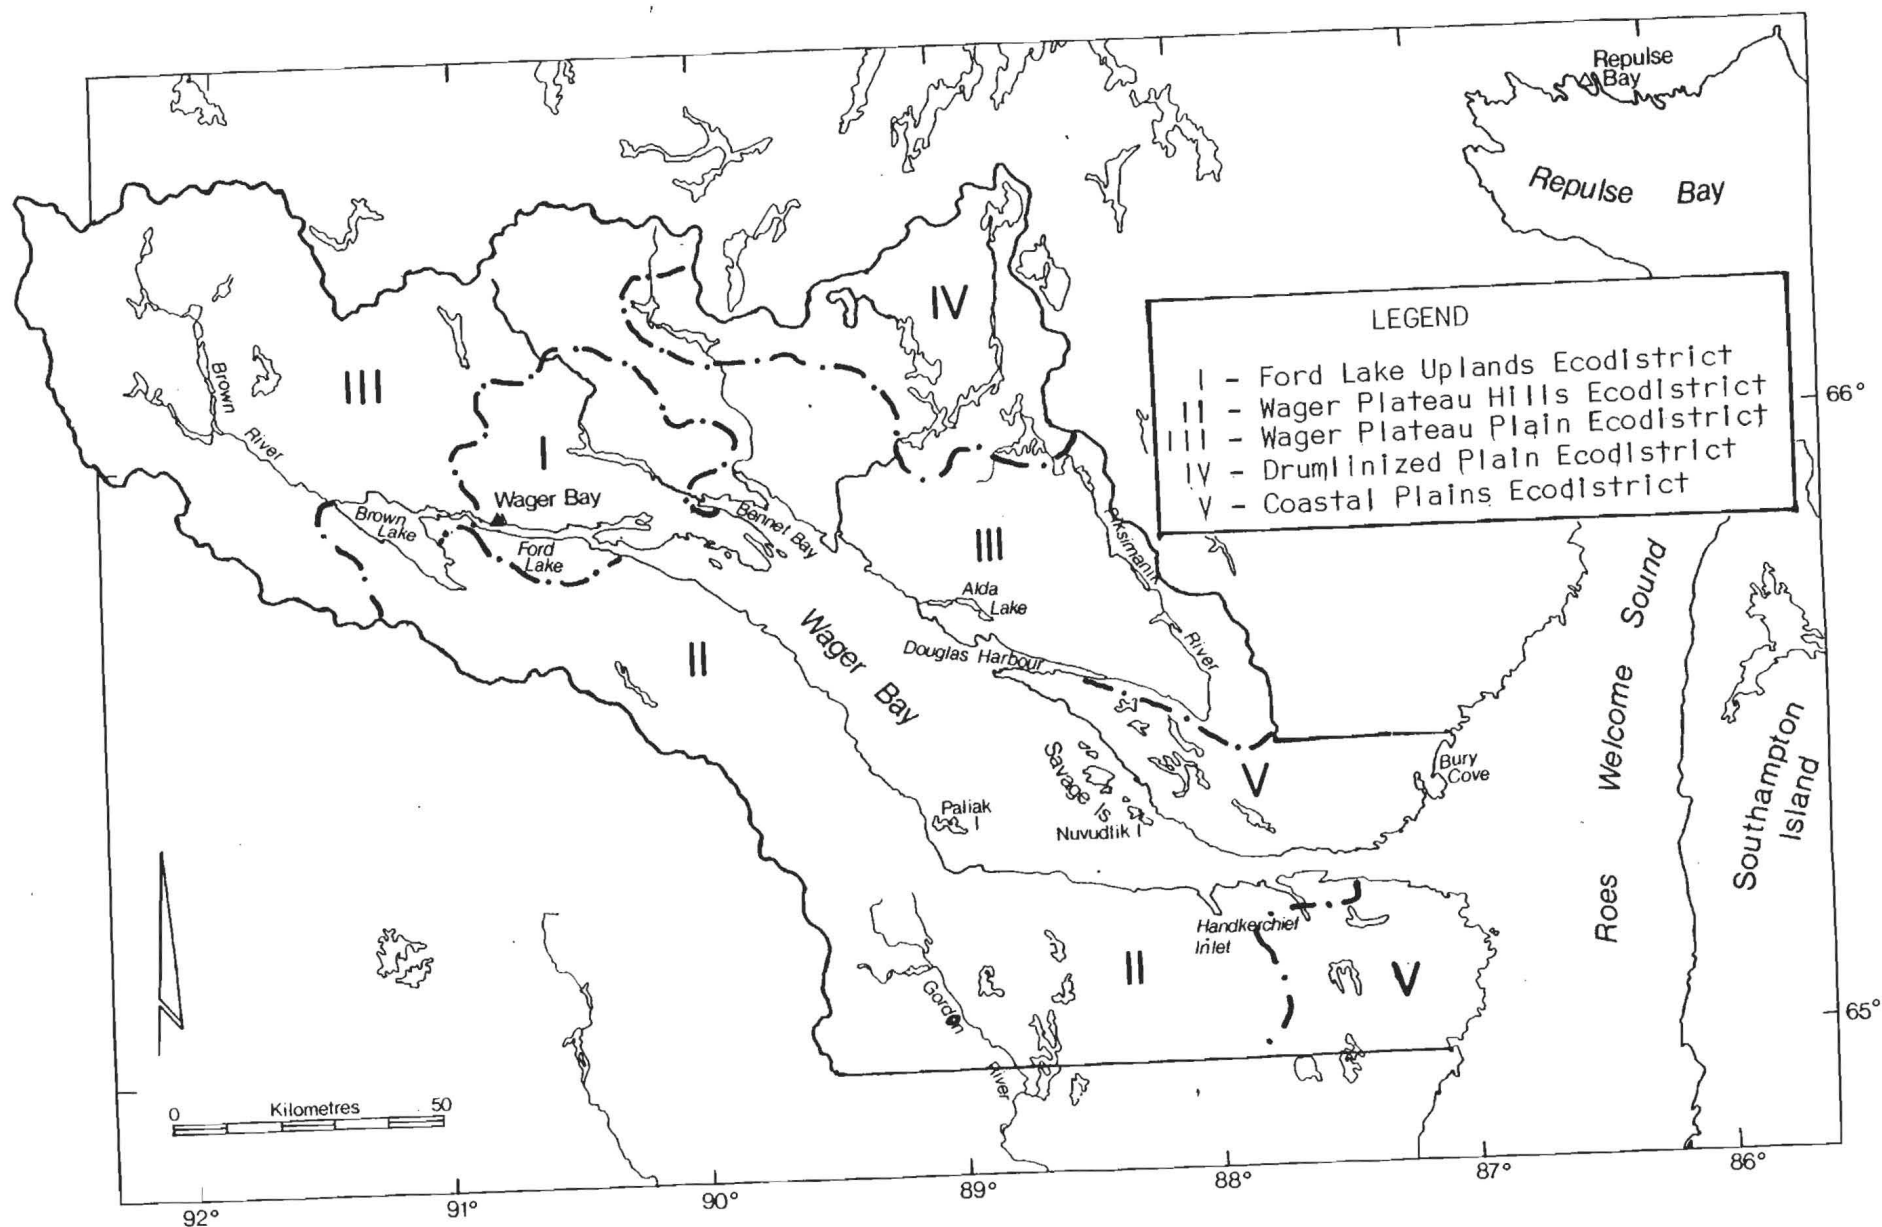 Repulse
Bay
Repulse Bay
IV
LEGEND
I - Ford Lake Uplands Ecodistrict
II - Wager Plateau Hills Ecodistrict
III - Wager Plateau Plain Ecodistrict
IV - Drumlinized Plain Ecodistrict
V - Coastal Plains Ecodistrict
66°
III
Brown
River
I
Wager Bay
Brown
Lake
Ford
Lake
Bennet Bay
III
River
Alda
Lake
Douglas Harbour
Wager Bay
II
Roes Welcome Sound
Southampton
Island
Savage Is
V
Bury
Cove
Paliak
I
Nuvudlik I
Handkerchief
Inlet
II
V
Gordon
River
65°
0 Kilometres 50
92°
91°
90°
89°
88°
87°
86°